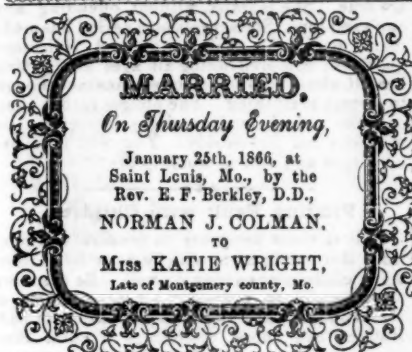 MARRIED,
On Thursday Evening,
January 25th, 1866, at
Saint Louis, Mo., by the
Rev. E. F. Berkley, D.D.,
NORMAN J. COLMAN,
TO
MISS KATIE WRIGHT,
Late of Montgomery county, Mo.